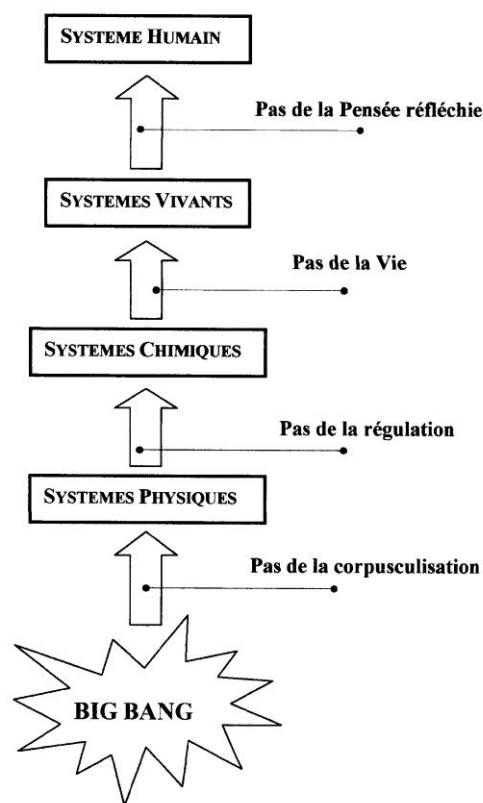 SYSTEME HUMAIN
Pas de la Pensée réfléchie
SYSTEMES VIVANTS
Pas de la Vie
SYSTEMES CHIMIQUES
Pas de la régulation
SYSTEMES PHYSIQUES
Pas de la corpusculisation
BIG BANG